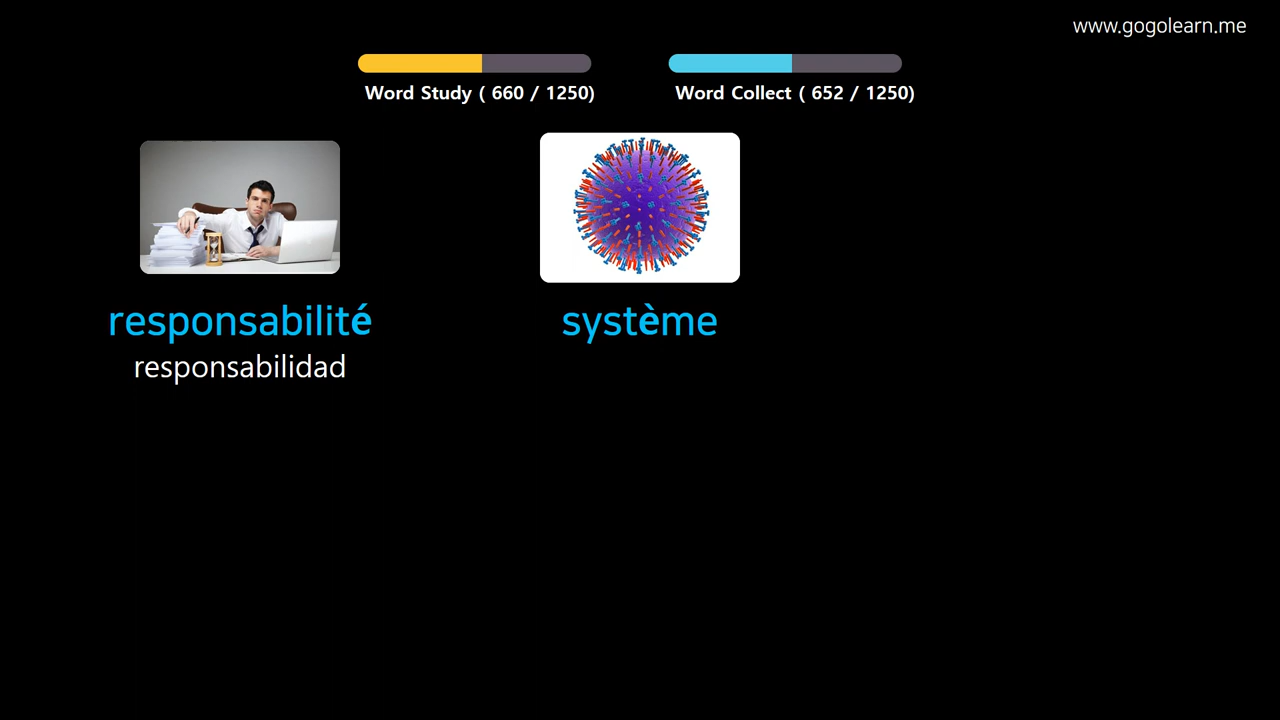 www.gogolearn.me
Word Study ( 660 / 1250)
Word Collect ( 652 / 1250)
responsabilité
système
responsabilidad